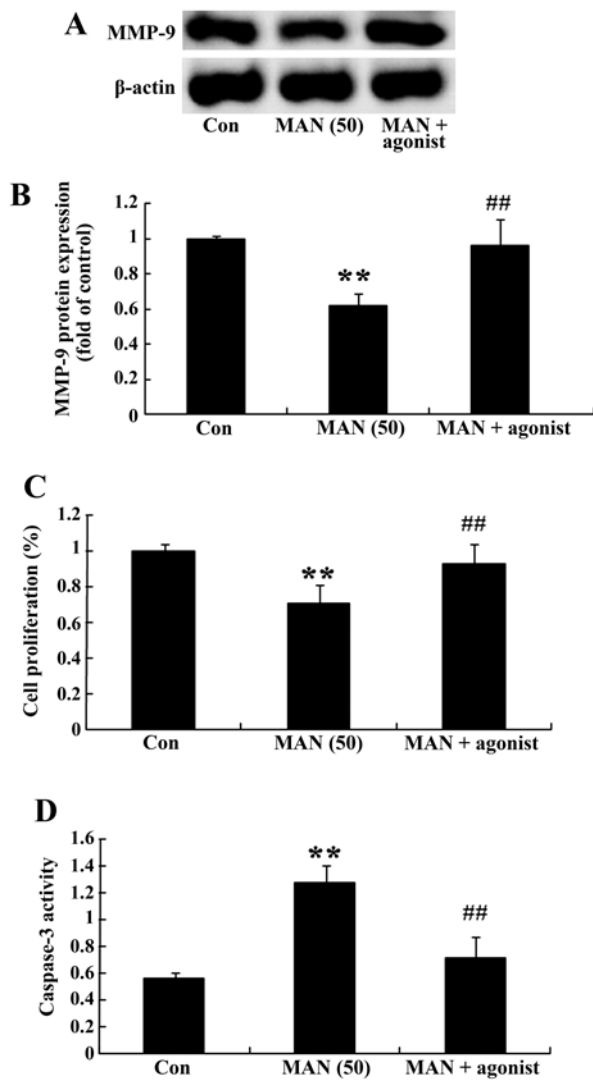 A
MMP-9
β-actin
Con MAN (50) MAN +
agonist
B
MMP-9 protein expression
(fold of control)
1.2
1
0.8
0.6
0.4
0.2
0
**
##
Con MAN (50) MAN + agonist
C
Cell proliferation (%)
1.2
1
0.8
0.6
0.4
0.2
0
**
##
Con MAN (50) MAN + agonist
D
Caspase-3 activity
1.6
1.4
1.2
1
0.8
0.6
0.4
0.2
0
**
##
Con MAN (50) MAN + agonist